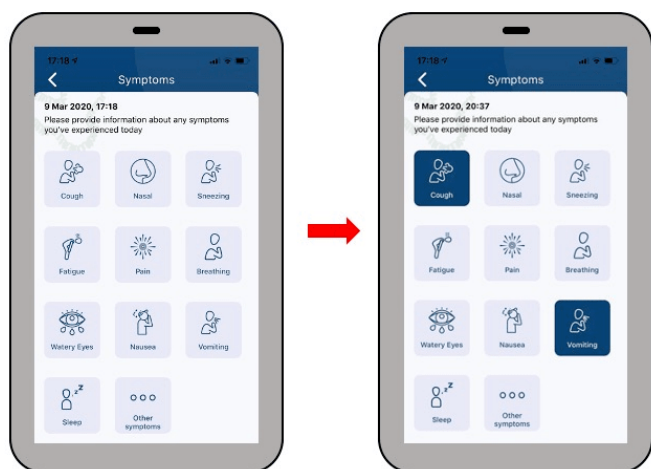 17:18
Symptoms
9 Mar 2020, 17:18
Please provide information about any symptoms
you've experienced today
Cough Nasal Sneezing
Fatigue Pain Breathing
Watery Eyes Nausea Vomiting
Sleep Other
symptoms
17:18
Symptoms
9 Mar 2020, 20:37
Please provide information about any symptoms
you've experienced today
Cough Nasal Sneezing
Fatigue Pain Breathing
Watery Eyes Nausea Vomiting
Sleep Other
symptoms